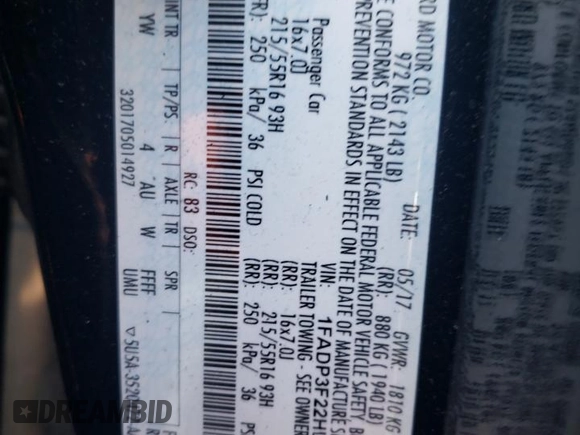 RD MOTOR CO. DATE: 05/17 GVWR: 1810 KG
972 KG ( 2143 LB) (RR): 880 KG ( 1940 LB)
E CONFORMS TO ALL APPLICABLE FEDERAL MOTOR VEHICLE SAFETY, B
PREVENTION STANDARDS IN EFFECT ON THE DATE OF MANUFACTURE S
VIN: 1FADP3F22H
Passenger Car TRAILER TOWING - SEE OWNER
16x7.0J (RR): 16x7.0J
215/55R16 93H (RR): 215/55R16 93H
FR): 250 kPa/ 36 PSI COLD (RR): 250 kPa/ 36 PS
RC: 83 DSO:
INT TR TP/PS R AXLE TR SPR
YW 4 AU W FFFF
3201705014927 UMU
DREAMBID